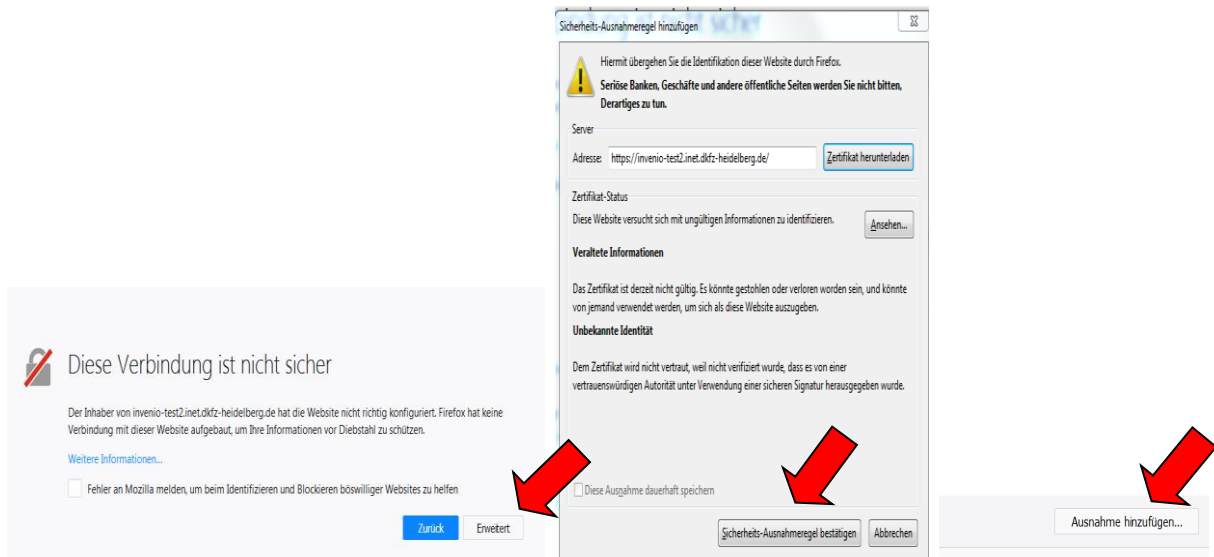 Diese Verbindung ist nicht sicher
Der Inhaber von invenio-test2.inet.dkfz-heidelberg.de hat die Website nicht richtig konfiguriert. Firefox hat keine
Verbindung mit dieser Website aufgebaut, um Ihre Informationen vor Diebstahl zu schützen.
Weitere Informationen...
Fehler an Mozilla melden, um beim Identifizieren und Blockieren böswilliger Websites zu helfen
Zurück
Erweitert
Sicherheits-Ausnahmeregel hinzufügen
Hiermit übergehen Sie die Identifikation dieser Website durch Firefox.
Seriöse Banken, Geschäfte und andere öffentliche Seiten werden Sie nicht bitten,
Derartiges zu tun.
Server
Adresse: https://invenio-test2.inet.dkfz-heidelberg.de/ Zertifikat herunterladen
Zertifikat-Status
Diese Website versucht sich mit ungültigen Informationen zu identifizieren. Ansehen...
Veraltete Informationen
Das Zertifikat ist derzeit nicht gültig. Es könnte gestohlen oder verloren worden sein, und könnte
von jemand verwendet werden, um sich als diese Website auszugeben.
Unbekannte Identität
Dem Zertifikat wird nicht vertraut, weil nicht verifiziert wurde, dass es von einer
vertrauenswürdigen Autorität unter Verwendung einer sicheren Signatur herausgegeben wurde.
Diese Ausnahme dauerhaft speichern
Sicherheits-Ausnahmeregel bestätigen Abbrechen
Ausnahme hinzufügen...